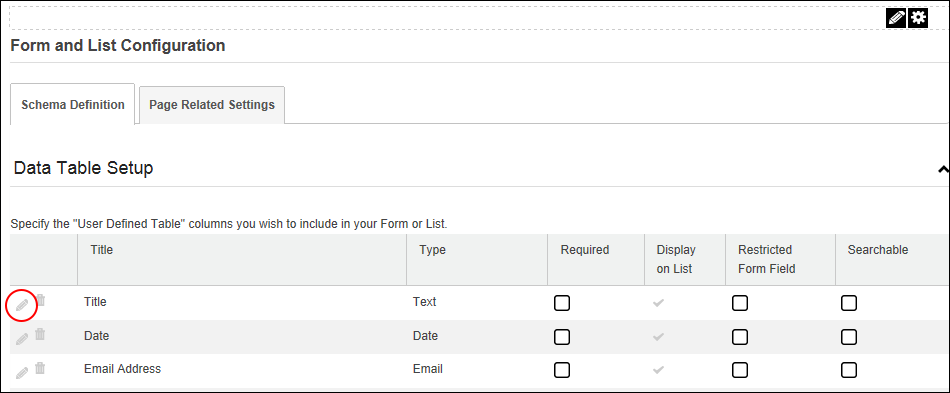 Form and List Configuration
Schema Definition Page Related Settings
Data Table Setup
Specify the "User Defined Table" columns you wish to include in your Form or List.
Title Type Required Display on List Restricted Form Field Searchable
Title Text
Date Date
Email Address Email